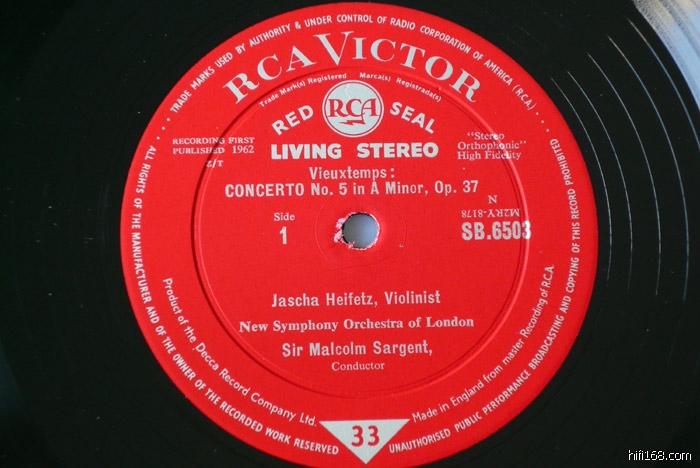 TRADE MARKS USED BY AUTHORITY & UNDER CONTROL OF RADIO CORPORATION OF AMERICA (R.C.A.)
RCA VICTOR
Trade Mark(s) Registered Marca(s) Registrada(s)
RED RCA SEAL
LIVING STEREO
RECORDING FIRST
PUBLISHED 1962
Z/T
"Stereo
Orthophonic"
High Fidelity
Vieuxtemps:
CONCERTO No. 5 in A Minor, Op. 37
Side
1
N
M2RY-8178
SB.6503
Jascha Heifetz, Violinist
New Symphony Orchestra of London
Sir Malcolm Sargent,
Conductor
Product of the Decca Record Company Ltd.
Made in England from master Recording of R.C.A.
33
ALL RIGHTS OF THE MANUFACTURER AND OF THE OWNER OF THE RECORDED WORK RESERVED
UNAUTHORISED PUBLIC PERFORMANCE BROADCASTING AND COPYING OF THIS RECORD PROHIBITED
hifi168.com